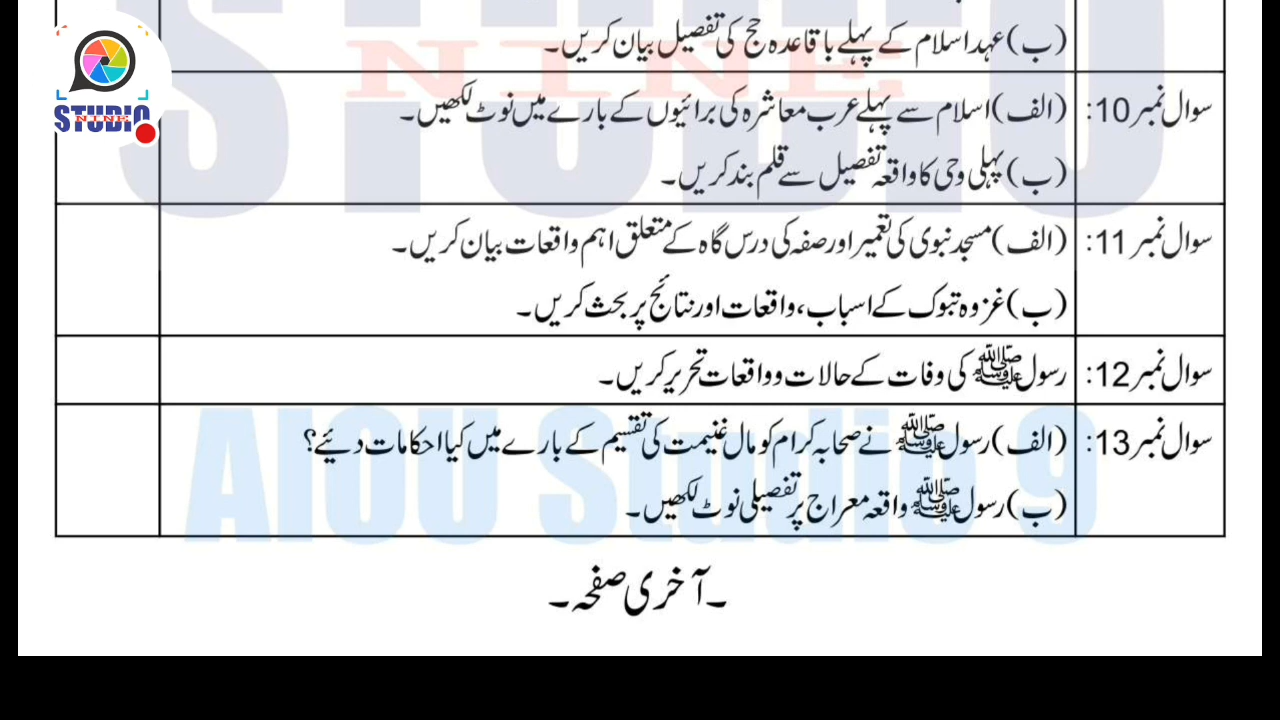 STUDIO
NINE
(ب) عہد اسلام کے پہلے باقاعدہ حج کی تفصیل بیان کریں۔
سوال نمبر 10: (الف) اسلام سے پہلے عرب معاشرہ کی برائیوں کے بارے میں نوٹ لکھیں۔
(ب) پہلی وحی کا واقعہ تفصیل سے قلم بند کریں۔
سوال نمبر 11: (الف) مسجد نبوی کی تعمیر اور صفہ کی درس گاہ کے متعلق اہم واقعات بیان کریں۔
(ب) غزوہ تبوک کے اسباب، واقعات اور نتائج پر بحث کریں۔
سوال نمبر 12: رسول ﷺ کی وفات کے حالات و واقعات تحریر کریں۔
سوال نمبر 13: (الف) رسول ﷺ نے صحابہ کرام کو مال غنیمت کی تقسیم کے بارے میں کیا احکامات دیئے؟
(ب) رسول ﷺ واقعہ معراج پر تفصیلی نوٹ لکھیں۔
۔آخری صفحہ۔
STUDIO
NINE
AIOU Studio 9